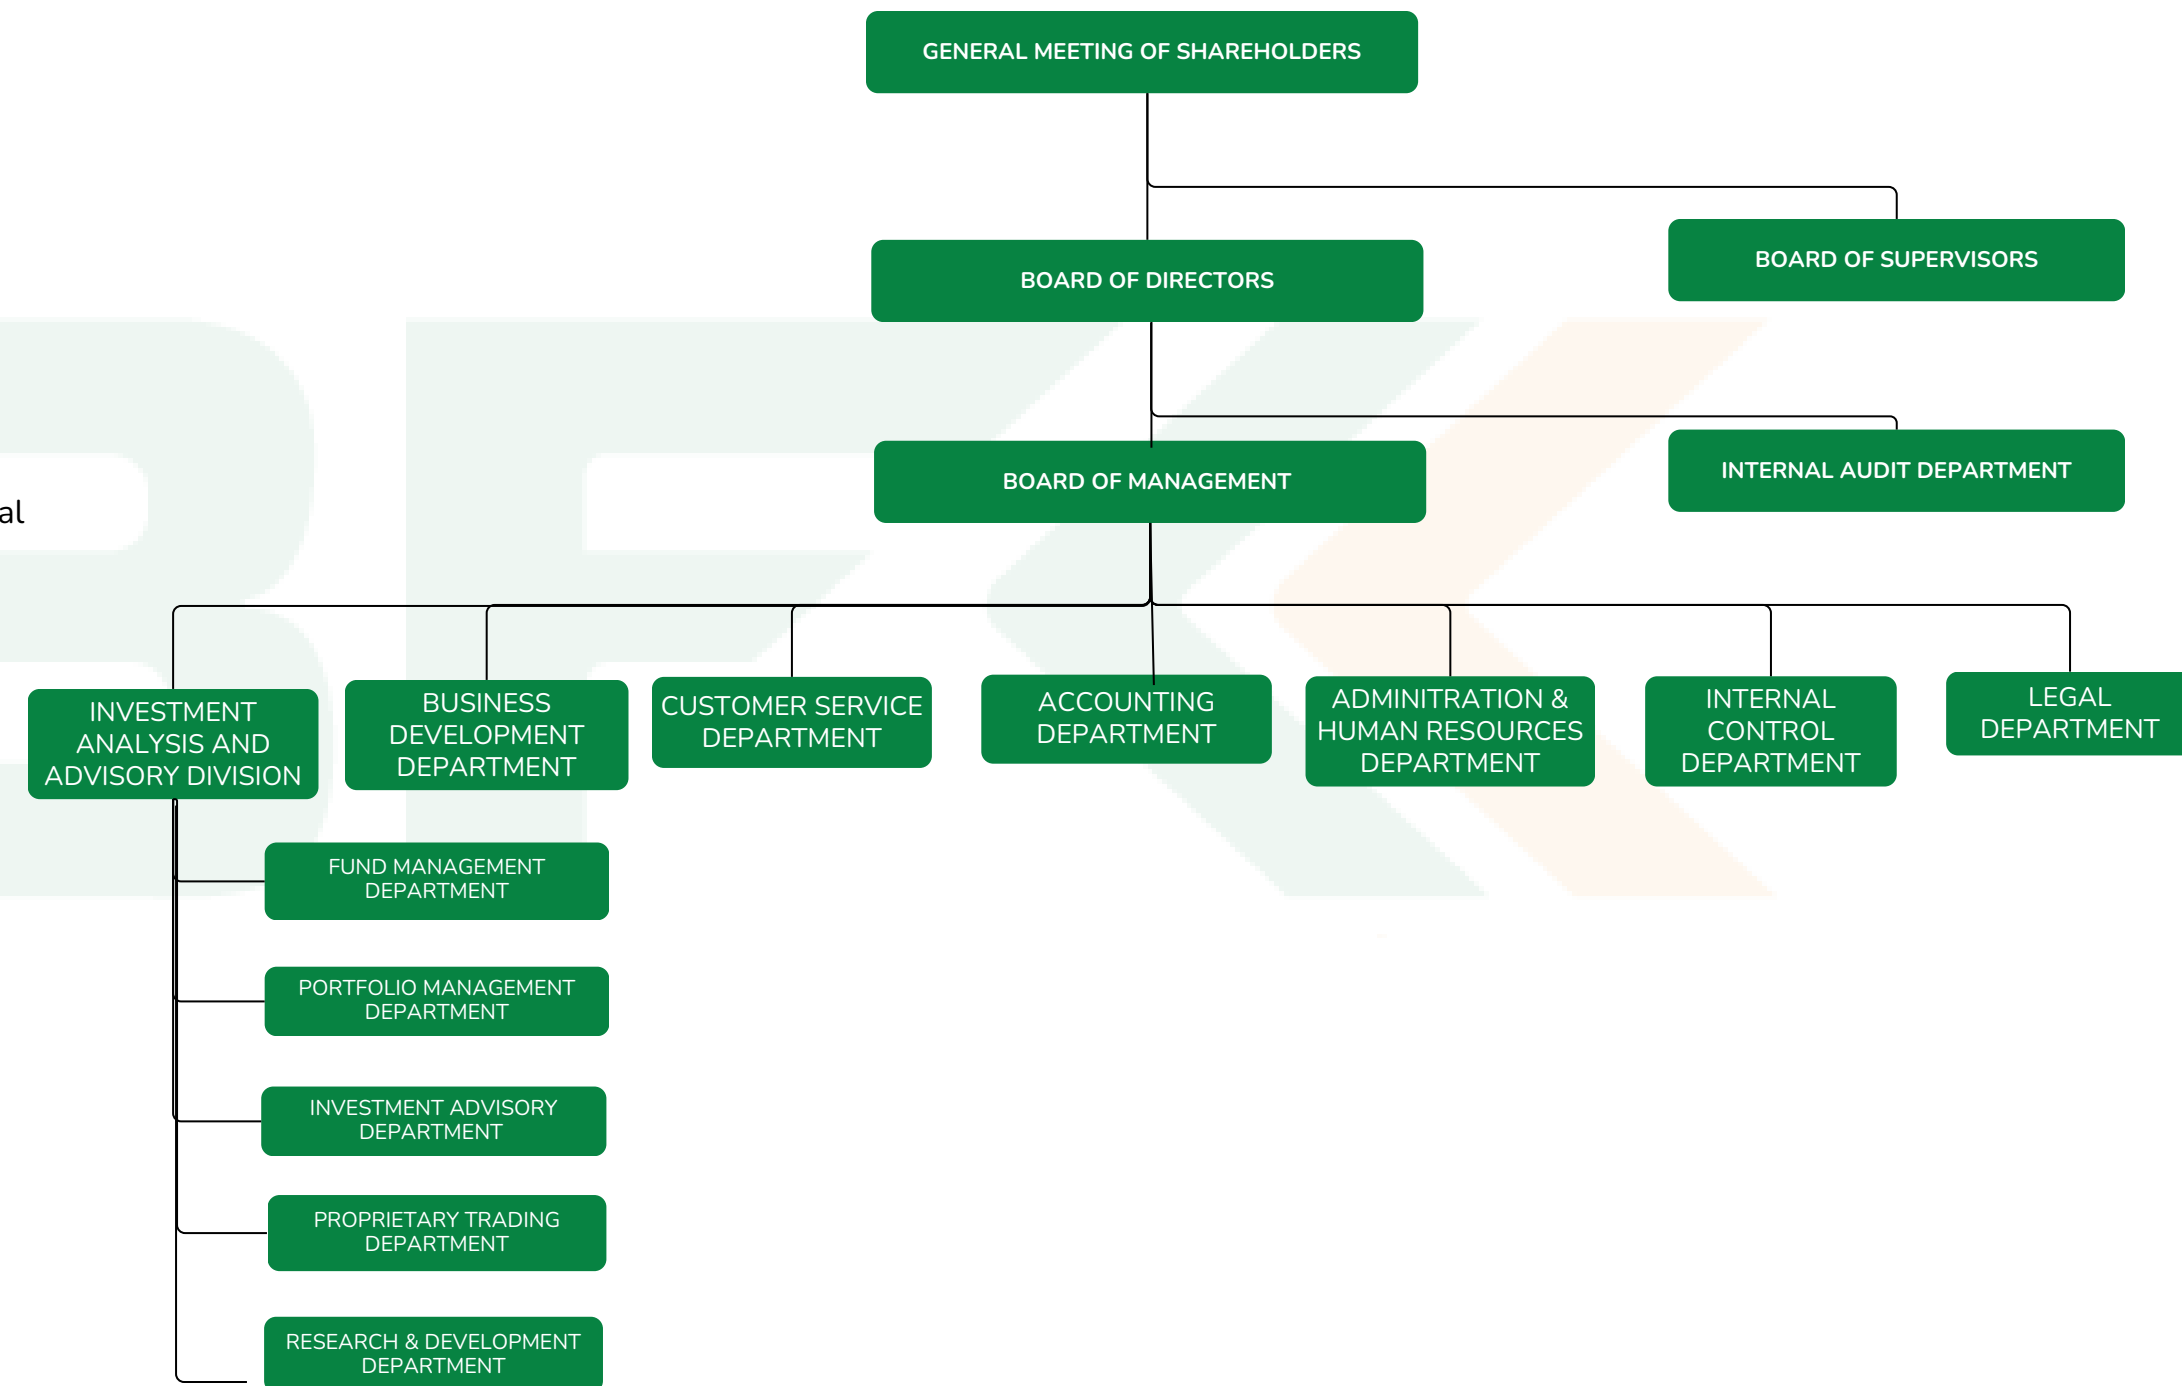 GENERAL MEETING OF SHAREHOLDERS
BOARD OF SUPERVISORS
BOARD OF DIRECTORS
BOARD OF MANAGEMENT
INTERNAL AUDIT DEPARTMENT
al
INVESTMENT
ANALYSIS AND
ADVISORY DIVISION
BUSINESS
DEVELOPMENT
DEPARTMENT
CUSTOMER SERVICE
DEPARTMENT
ACCOUNTING
DEPARTMENT
ADMINITRATION &
HUMAN RESOURCES
DEPARTMENT
INTERNAL
CONTROL
DEPARTMENT
LEGAL
DEPARTMENT
FUND MANAGEMENT
DEPARTMENT
PORTFOLIO MANAGEMENT
DEPARTMENT
INVESTMENT ADVISORY
DEPARTMENT
PROPRIETARY TRADING
DEPARTMENT
RESEARCH & DEVELOPMENT
DEPARTMENT
BF